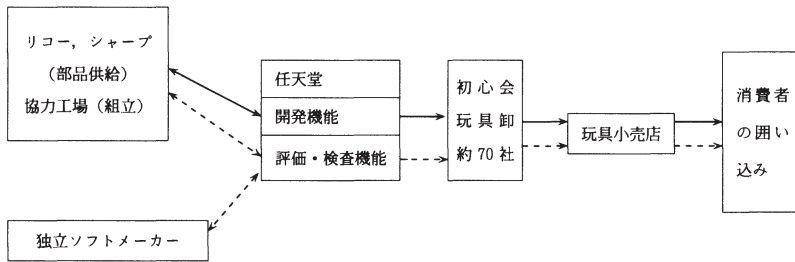 リコー，シャープ
（部品供給）
協力工場（組立）
独立ソフトメーカー
任天堂
開発機能
評価・検査機能
初心会
玩具卸
約70社
玩具小売店
消費者
の囲い
込み